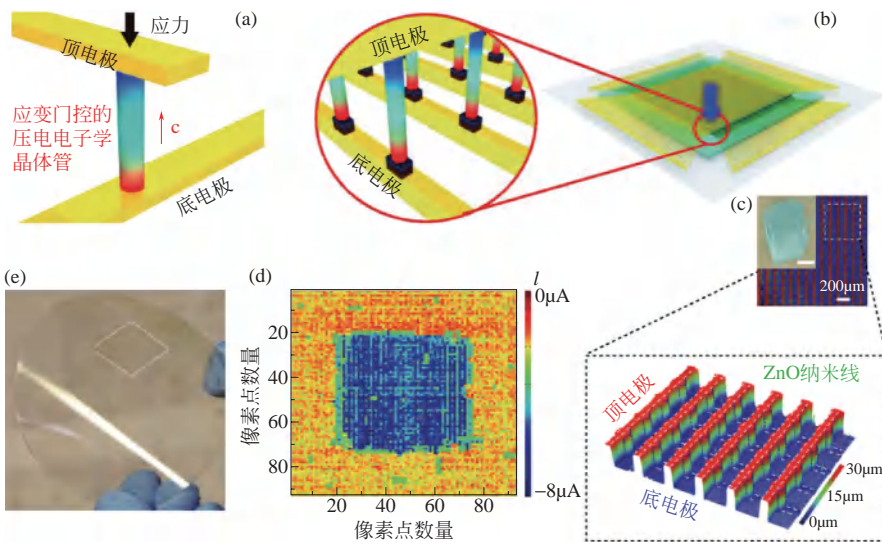 (a)
应力
顶电极
应变门控的
压电电子学
晶体管
c
底电极
(b)
顶电极
底电极
(c)
200μm
(e)
(d)
I
0μA
−8μA
像素点数量
20
40
60
80
20
40
60
80
像素点数量
ZnO纳米线
顶电极
底电极
30μm
15μm
0μm